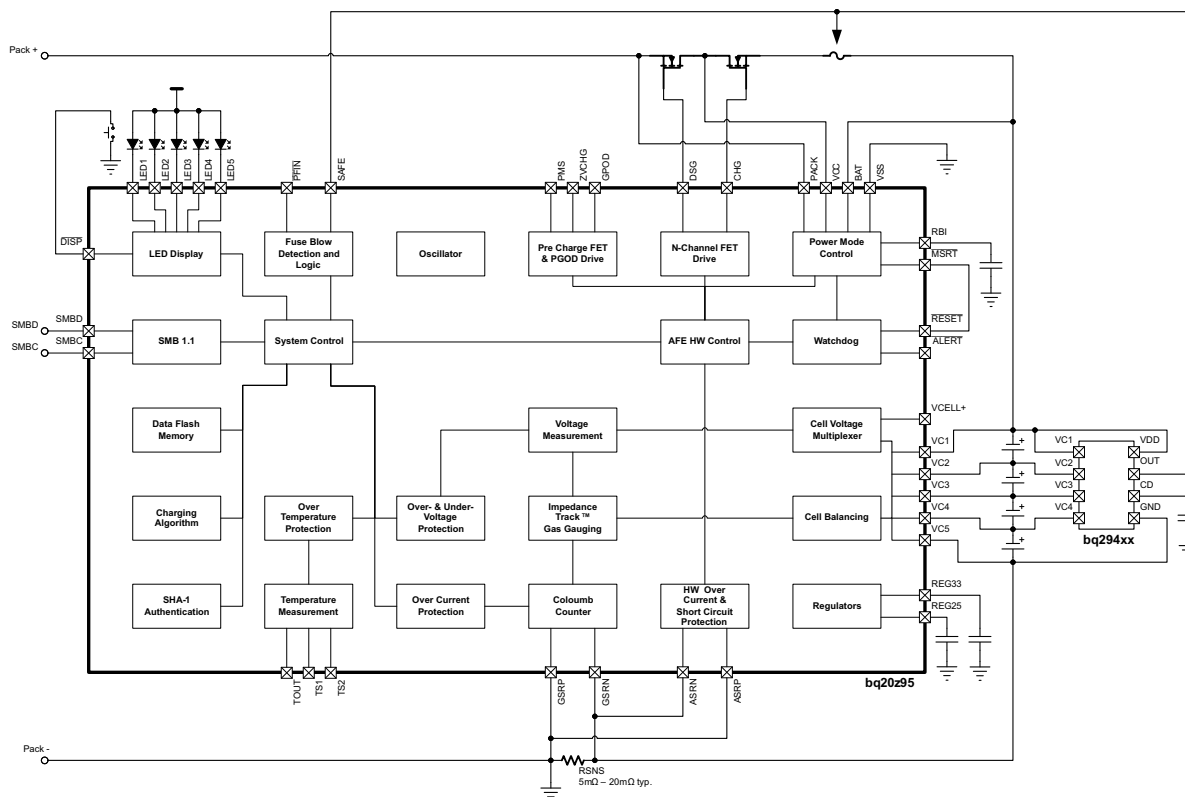 Pack +
LED1
LED2
LED3
LED4
LED5
PFIN
SAFE
PMS
ZVCHG
GPOD
DSG
CHG
PACK
VCC
BAT
VSS
DISP
LED Display
Fuse Blow
Detection and
Logic
Oscillator
Pre Charge FET
& PGOD Drive
N-Channel FET
Drive
Power Mode
Control
RBI
MSRT
SMBD
SMBD
SMBC
SMBC
SMB 1.1
System Control
AFE HW Control
Watchdog
RESET
ALERT
Data Flash
Memory
Voltage
Measurement
Cell Voltage
Multiplexer
VCELL+
VC1
VC2
VC3
VC4
VC5
VC1
VC2
VC3
VC4
VDD
OUT
CD
GND
bq294xx
Charging
Algorithm
Over
Temperature
Protection
Over- & Under-
Voltage
Protection
Impedance
Track™
Gas Gauging
Cell Balancing
SHA-1
Authentication
Temperature
Measurement
Over Current
Protection
Coloumb
Counter
HW Over
Current &
Short Circuit
Protection
Regulators
REG33
REG25
bq20z95
TOUT
TS1
TS2
GSRP
GSRN
ASRN
ASRP
Pack -
RSNS
5mΩ – 20mΩ typ.